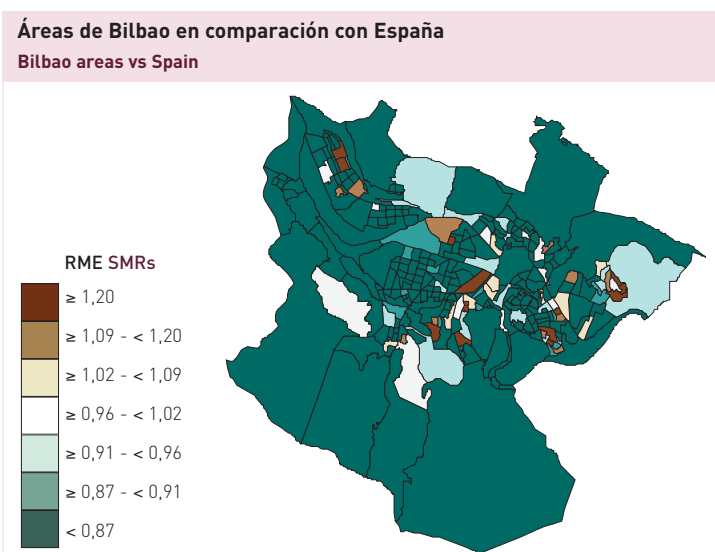 Áreas de Bilbao en comparación con España
Bilbao areas vs Spain
RME SMRs
≥ 1,20
≥ 1,09 - < 1,20
≥ 1,02 - < 1,09
≥ 0,96 - < 1,02
≥ 0,91 - < 0,96
≥ 0,87 - < 0,91
< 0,87